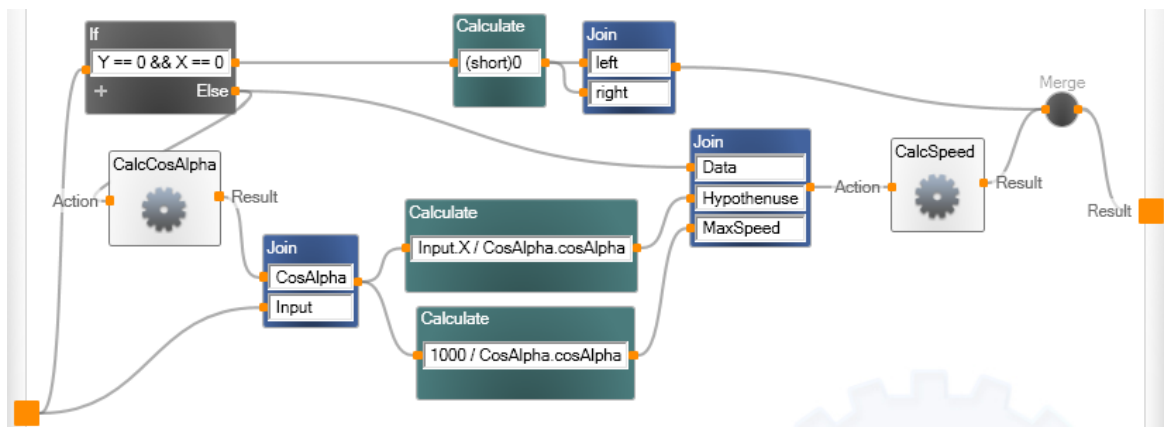 If
Y == 0 && X == 0
+ Else
Calculate
(short)0
Join
left
right
Merge
CalcCosAlpha
Action
Result
Join
Data
Hypothenuse
MaxSpeed
CalcSpeed
Action
Result
Result
Join
CosAlpha
Input
Calculate
Input.X / CosAlpha.cosAlpha
Calculate
1000 / CosAlpha.cosAlpha